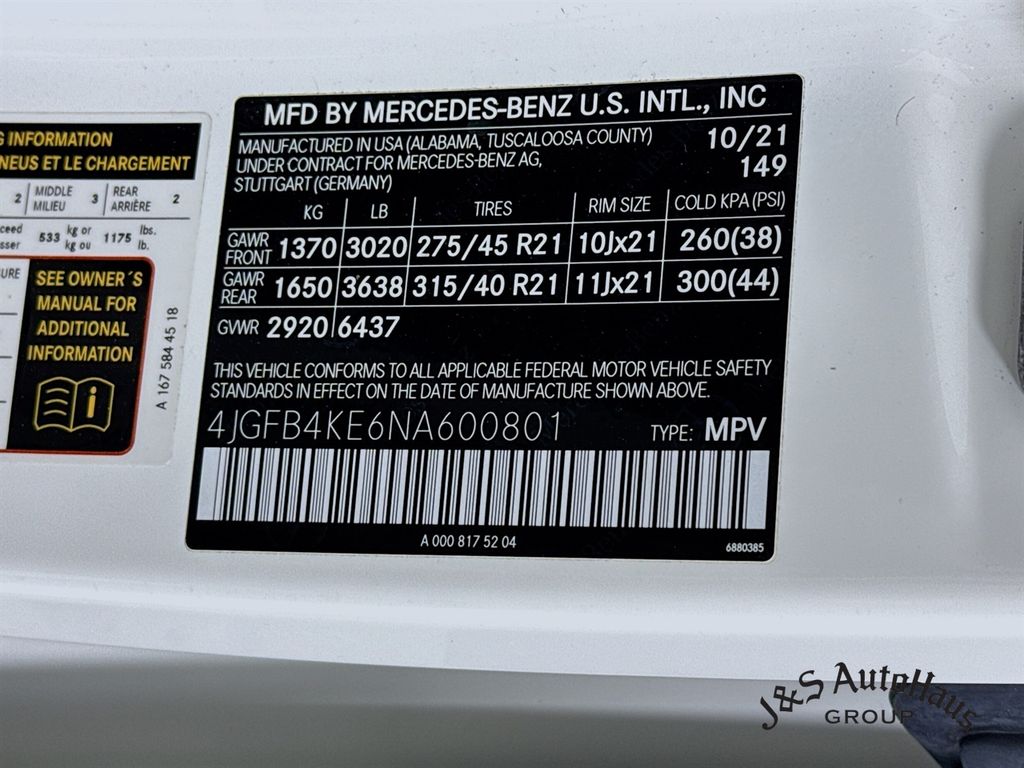 G INFORMATION
NEUS ET LE CHARGEMENT
2 MIDDLE MILIEU 3 REAR ARRIÈRE 2
533 kg or kg ou 1175 lbs. lb.
SEE OWNER´S
MANUAL FOR
ADDITIONAL
INFORMATION
A 167 584 45 18
MFD BY MERCEDES-BENZ U.S. INTL., INC
MANUFACTURED IN USA (ALABAMA, TUSCALOOSA COUNTY) 10/21
UNDER CONTRACT FOR MERCEDES-BENZ AG, 149
STUTTGART (GERMANY)
KG LB TIRES RIM SIZE COLD KPA (PSI)
GAWR FRONT 1370 3020 275/45 R21 10Jx21 260(38)
GAWR REAR 1650 3638 315/40 R21 11Jx21 300(44)
GVWR 2920 6437
THIS VEHICLE CONFORMS TO ALL APPLICABLE FEDERAL MOTOR VEHICLE SAFETY
STANDARDS IN EFFECT ON THE DATE OF MANUFACTURE SHOWN ABOVE.
4JGFB4KE6NA600801 TYPE: MPV
A 000 817 52 04 6880385
J&S AutoHaus
GROUP